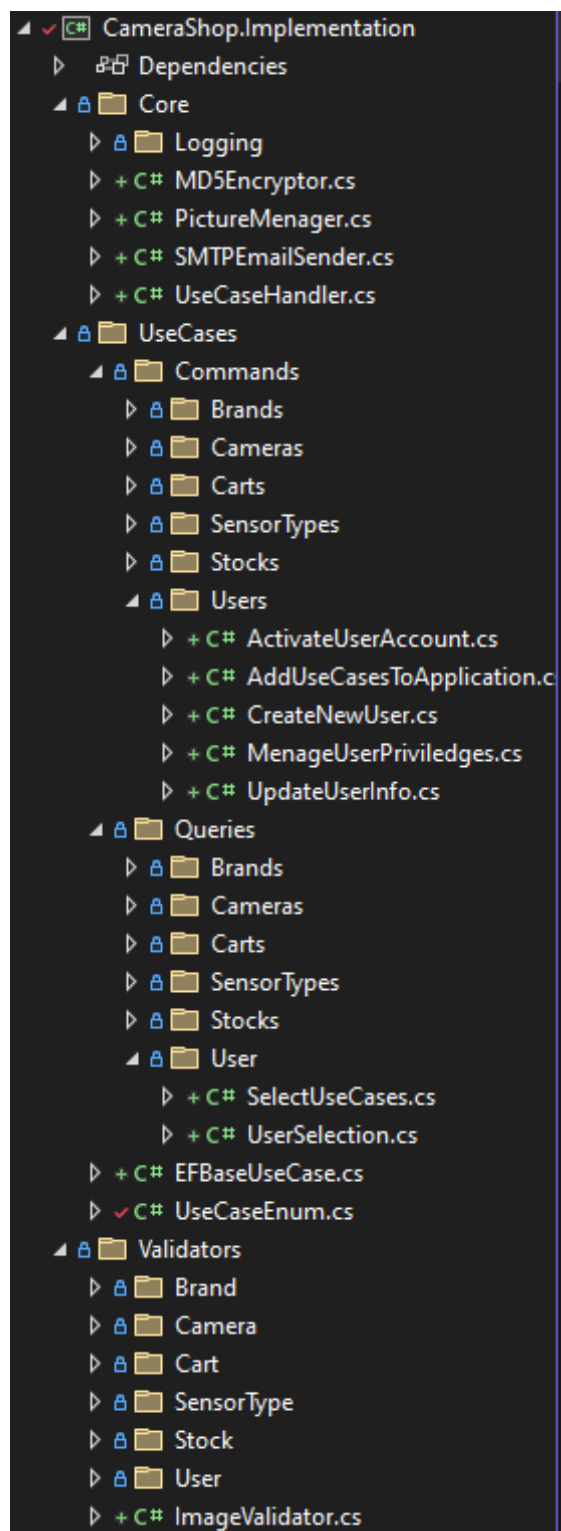 C# CameraShop.Implementation
Dependencies
Core
Logging
+ C# MD5Encryptor.cs
+ C# PictureMenager.cs
+ C# SMTPEmailSender.cs
+ C# UseCaseHandler.cs
UseCases
Commands
Brands
Cameras
Carts
SensorTypes
Stocks
Users
+ C# ActivateUserAccount.cs
+ C# AddUseCasesToApplication.c
+ C# CreateNewUser.cs
+ C# MenageUserPriviledges.cs
+ C# UpdateUserInfo.cs
Queries
Brands
Cameras
Carts
SensorTypes
Stocks
User
+ C# SelectUseCases.cs
+ C# UserSelection.cs
+ C# EFBaseUseCase.cs
C# UseCaseEnum.cs
Validators
Brand
Camera
Cart
SensorType
Stock
User
+ C# ImageValidator.cs